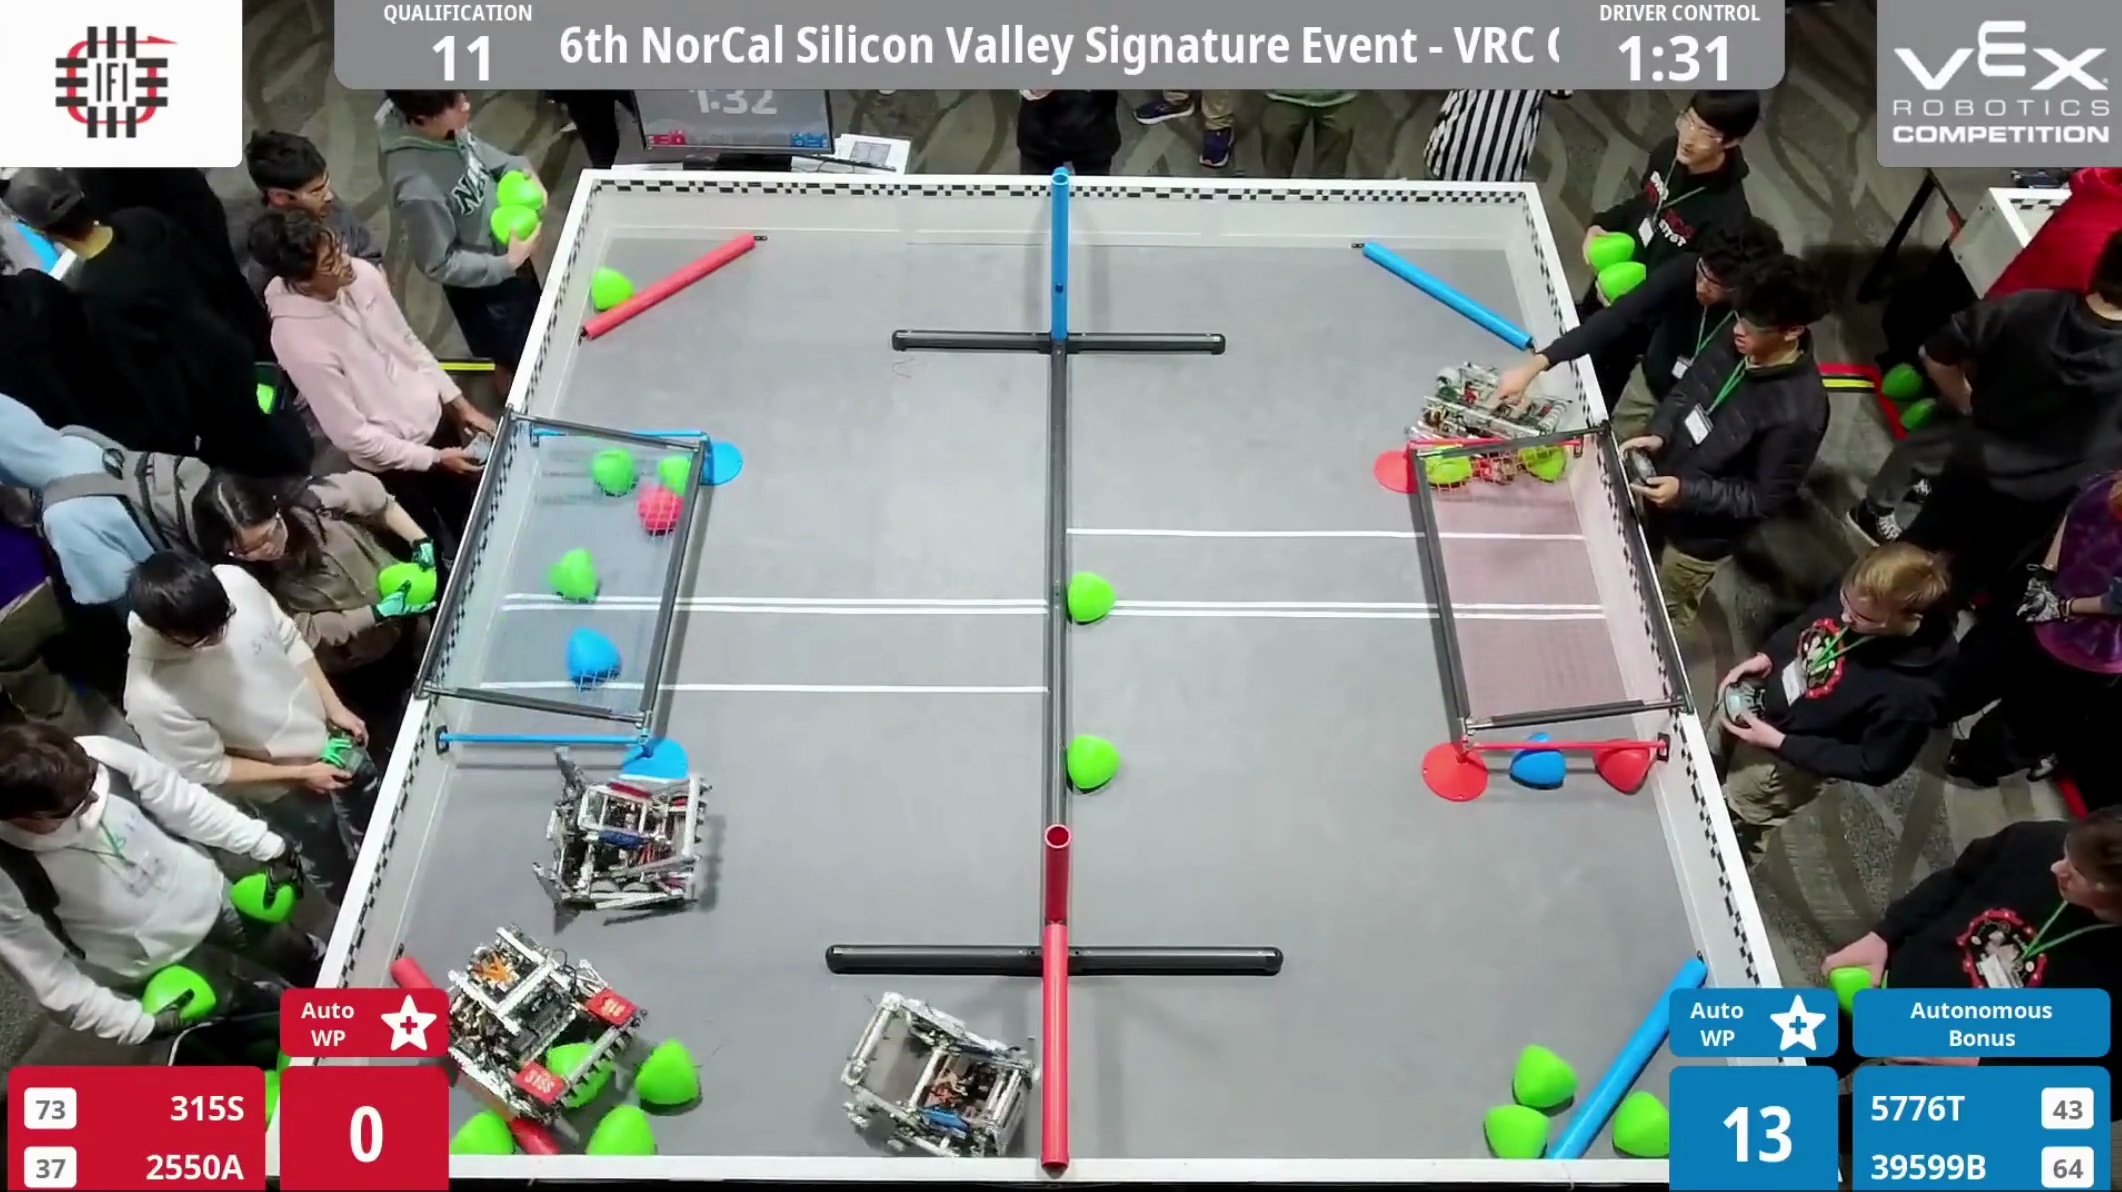 IFI
QUALIFICATION
11
6th NorCal Silicon Valley Signature Event - VRC
DRIVER CONTROL
1:31
VEX
ROBOTICS
COMPETITION
1:32
Auto
WP
73
315S
37
2550A
0
315S
Auto
WP
Autonomous
Bonus
13
5776T
43
39599B
64